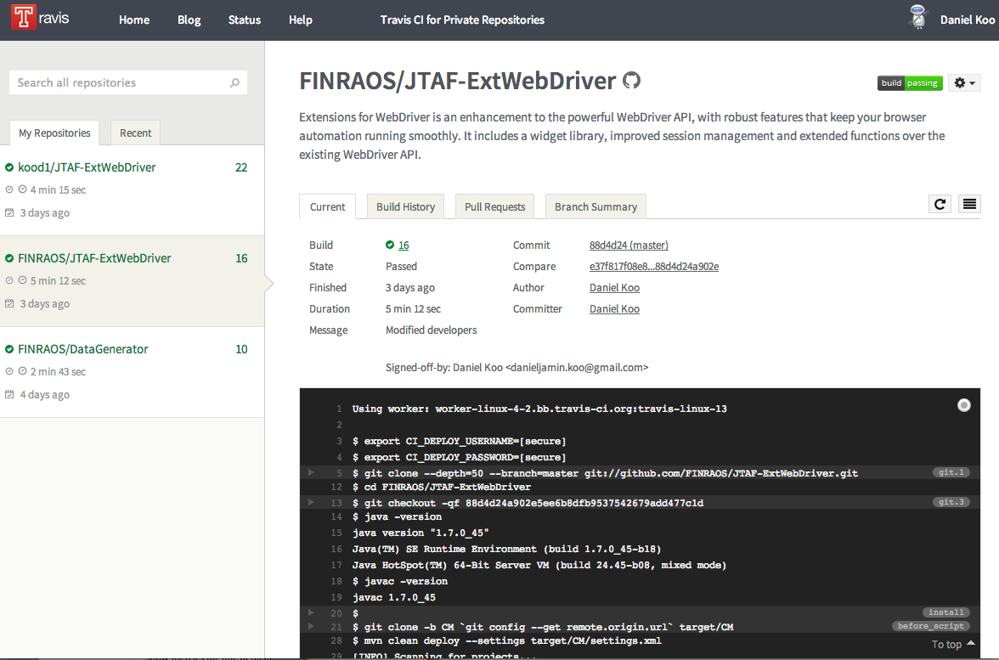 Travis Home Blog Status Help Travis CI for Private Repositories Daniel Koo
Search all repositories
My Repositories Recent
kood1/JTAF-ExtWebDriver 22
4 min 15 sec
3 days ago
FINRAOS/JTAF-ExtWebDriver 16
5 min 12 sec
3 days ago
FINRAOS/DataGenerator 10
2 min 43 sec
4 days ago
FINRAOS/JTAF-ExtWebDriver
build passing
Extensions for WebDriver is an enhancement to the powerful WebDriver API, with robust features that keep your browser
automation running smoothly. It includes a widget library, improved session management and extended functions over the
existing WebDriver API.
Current Build History Pull Requests Branch Summary
Build 16 Commit 88d4d24 (master)
State Passed Compare e37f817f08e8...88d4d24a902e
Finished 3 days ago Author Daniel Koo
Duration 5 min 12 sec Committer Daniel Koo
Message Modified developers
Signed-off-by: Daniel Koo <danieljamin.koo@gmail.com>
1 Using worker: worker-linux-4-2.bb.travis-ci.org:travis-linux-13
2
3 $ export CI_DEPLOY_USERNAME=[secure]
4 $ export CI_DEPLOY_PASSWORD=[secure]
5 $ git clone --depth=50 --branch=master git://github.com/FINRAOS/JTAF-ExtWebDriver.git git.1
12 $ cd FINRAOS/JTAF-ExtWebDriver
13 $ git checkout -qf 88d4d24a902e5ee6b8dfb9537542679add477c1d git.3
14 $ java -version
15 java version "1.7.0_45"
16 Java(TM) SE Runtime Environment (build 1.7.0_45-b18)
17 Java HotSpot(TM) 64-Bit Server VM (build 24.45-b08, mixed mode)
18 $ javac -version
19 javac 1.7.0_45
20 $ install
21 $ git clone -b CM `git config --get remote.origin.url` target/CM before_script
28 $ mvn clean deploy --settings target/CM/settings.xml
To top
29 [INFO] Scanning for projects...